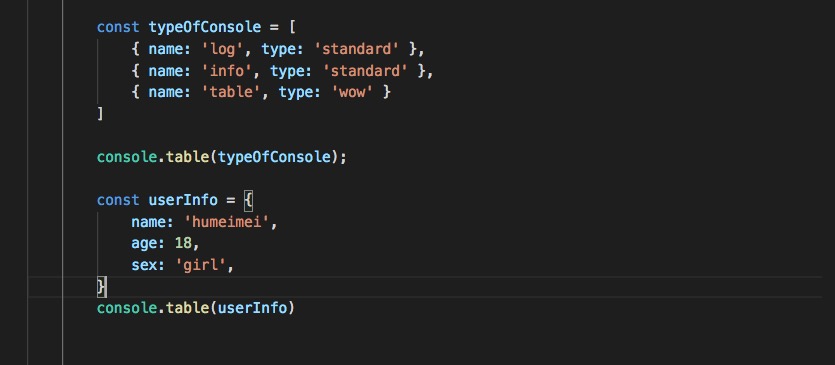 const typeOfConsole = [
{ name: 'log', type: 'standard' },
{ name: 'info', type: 'standard' },
{ name: 'table', type: 'wow' }
]
console.table(typeOfConsole);
const userInfo = {
name: 'humeimei',
age: 18,
sex: 'girl',
}
console.table(userInfo)